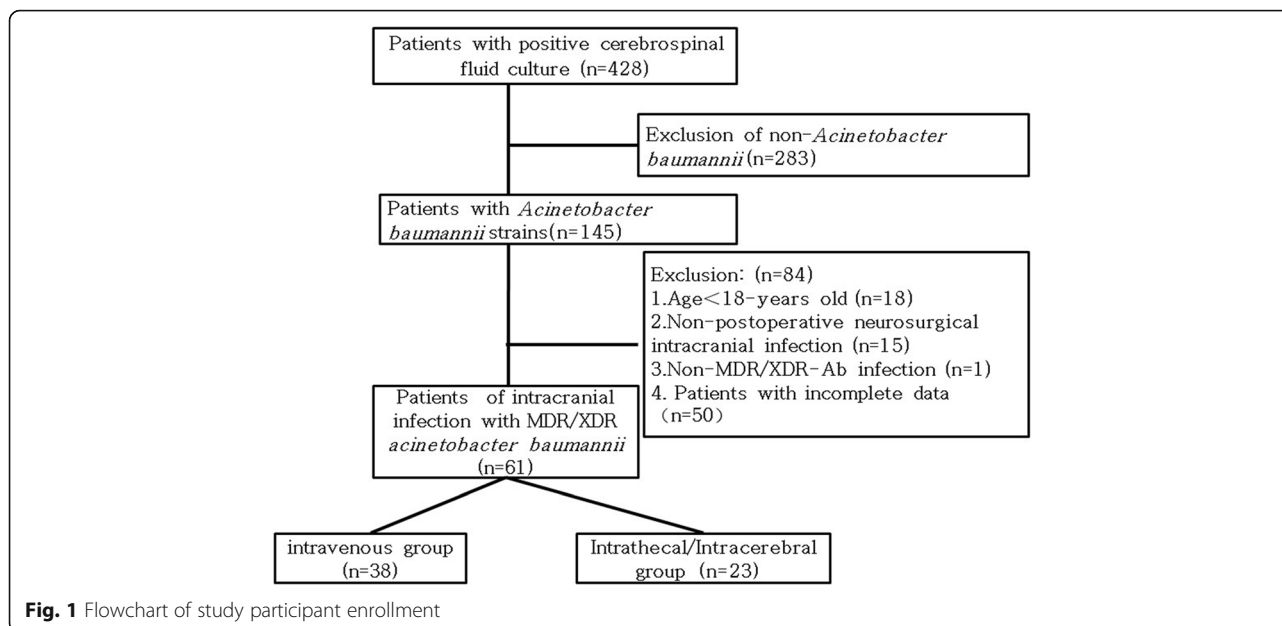 Patients with positive cerebrospinal
fluid culture (n=428)
Exclusion of non-Acinetobacter
baumannii(n=283)
Patients with Acinetobacter
baumannii strains(n=145)
Exclusion: (n=84)
1.Age<18-years old (n=18)
2.Non-postoperative neurosurgical
intracranial infection (n=15)
3.Non-MDR/XDR-Ab infection (n=1)
4. Patients with incomplete data
（n=50）
Patients of intracranial
infection with MDR/XDR
acinetobacter baumannii
(n=61)
intravenous group
(n=38)
Intrathecal/Intracerebral
group (n=23)
Fig. 1 Flowchart of study participant enrollment